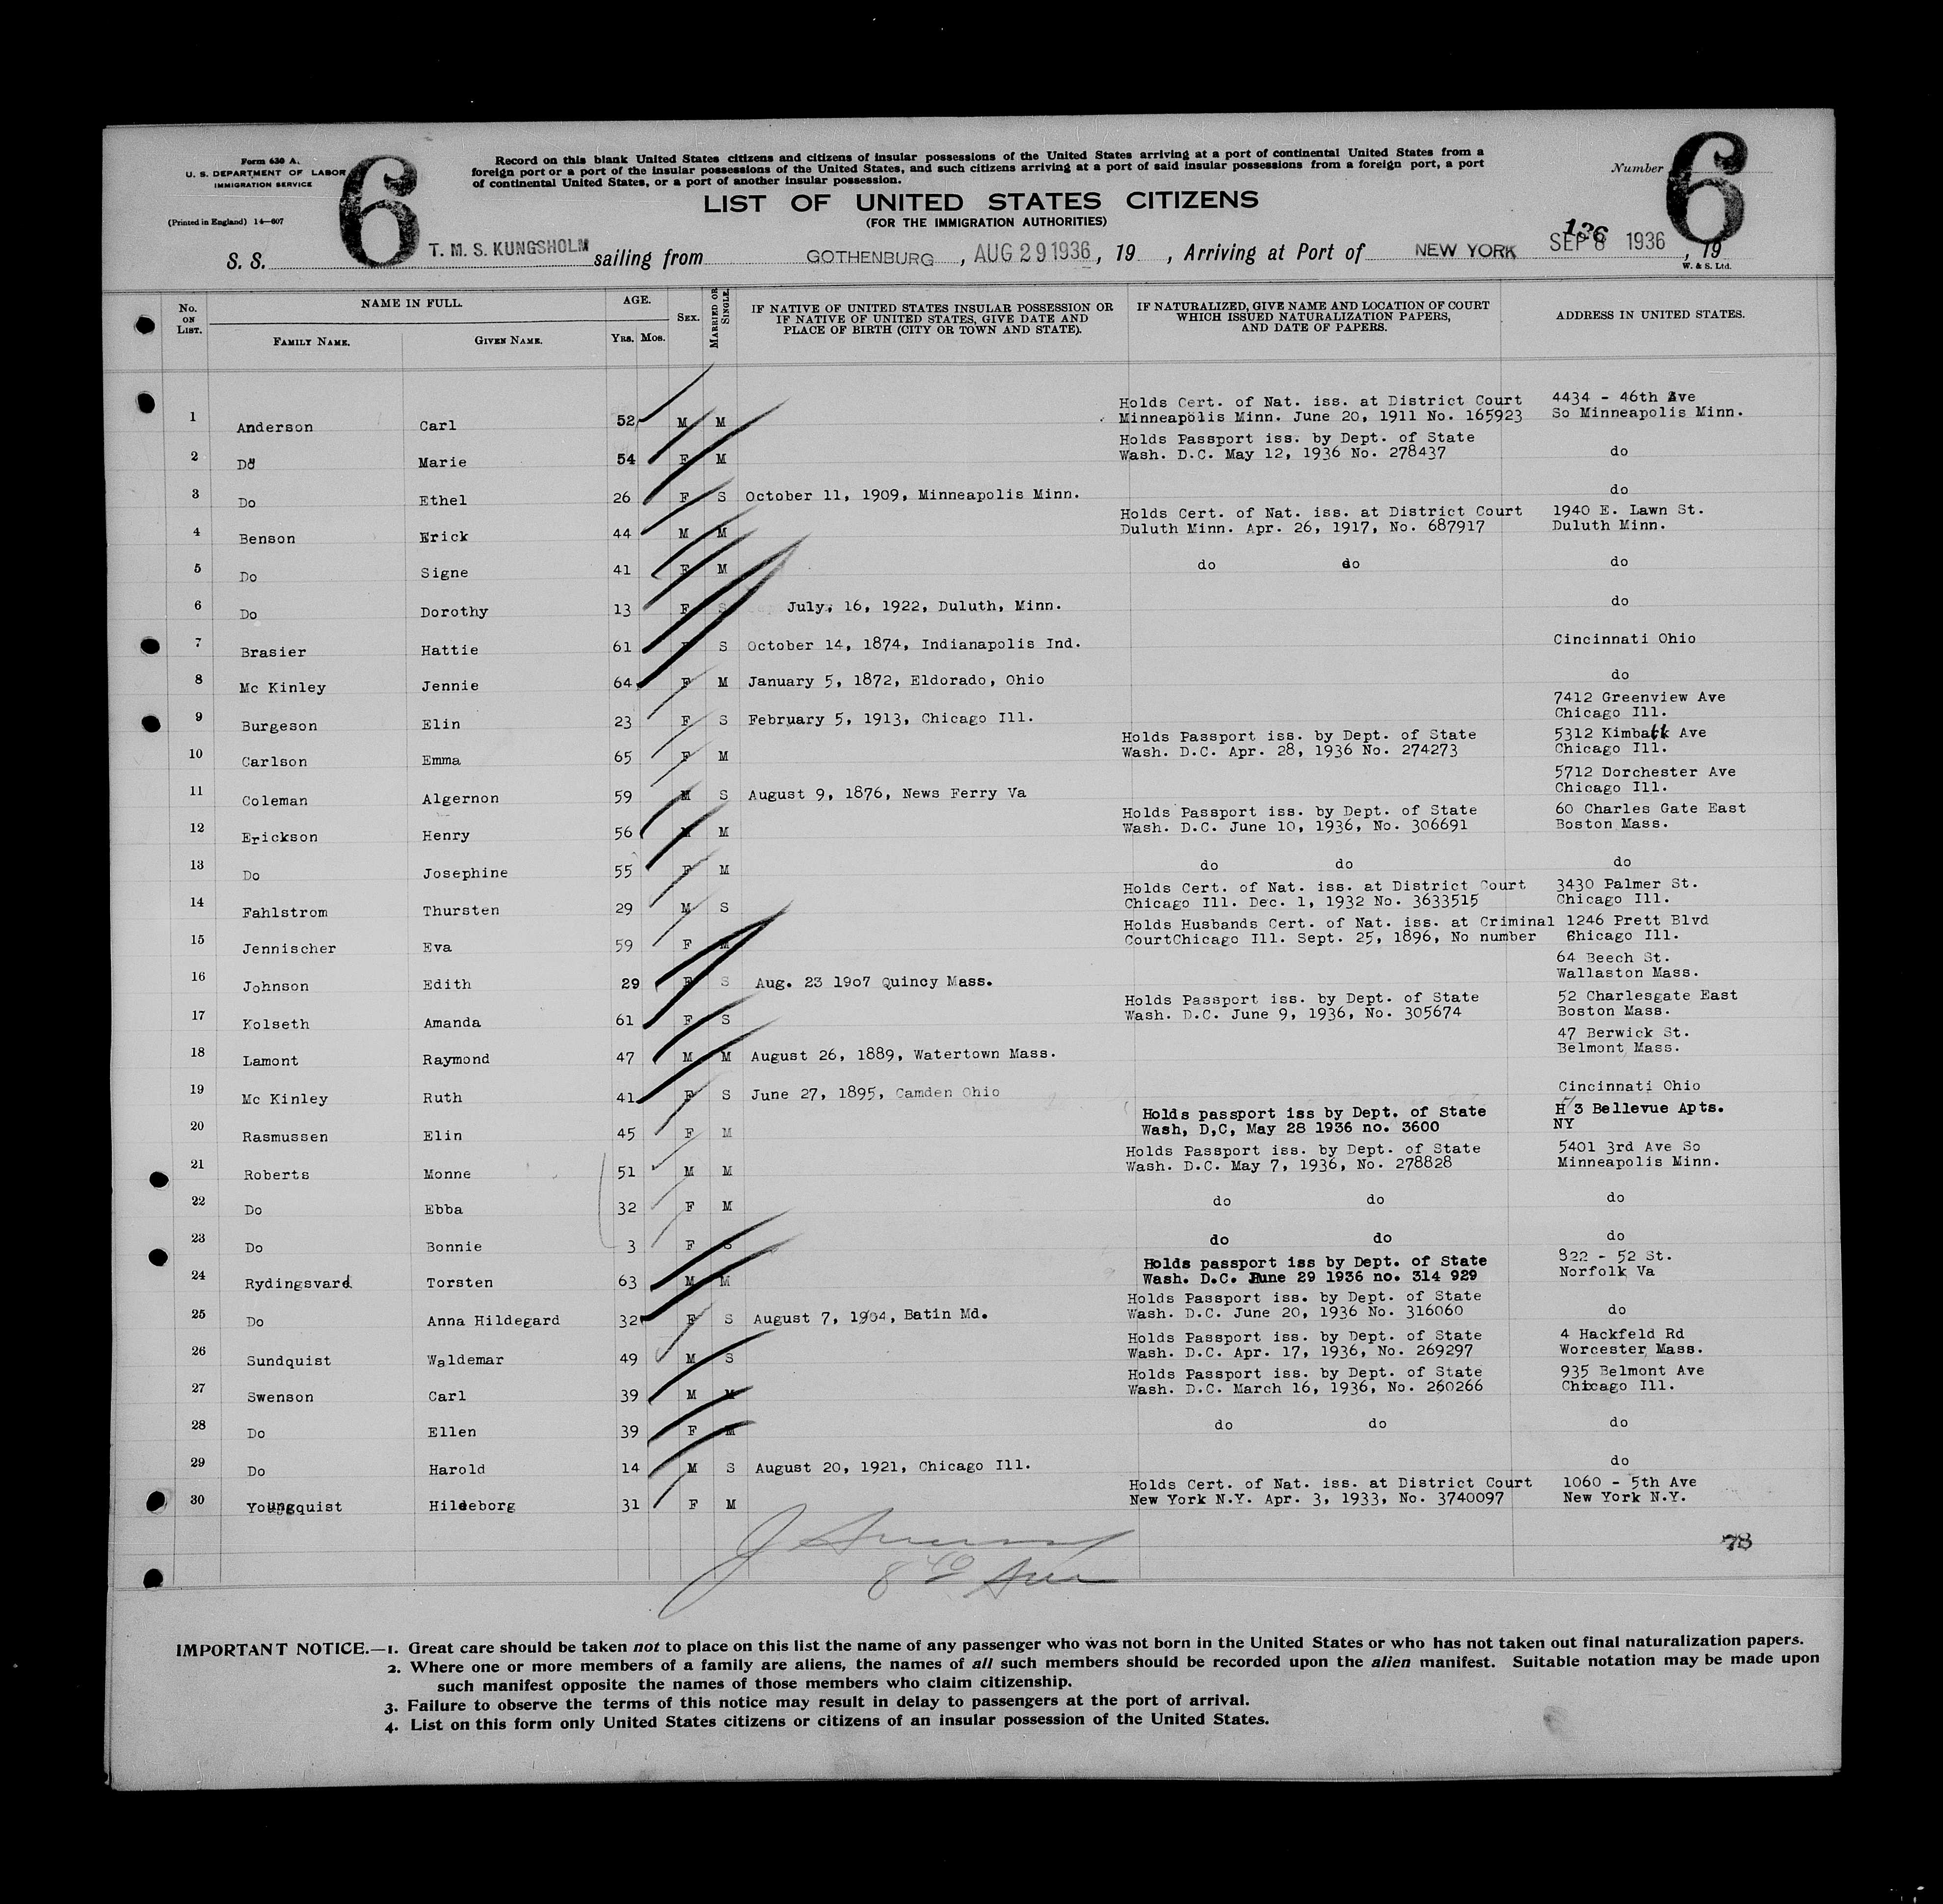 Form 630 A.
U. S. DEPARTMENT OF LABOR
IMMIGRATION SERVICE
(Printed in England) 14—607
6
Record on this blank United States citizens and citizens of insular possessions of the United States arriving at a port of continental United States from a
foreign port or a port of the insular possessions of the United States, and such citizens arriving at a port of said insular possessions from a foreign port, a port
of continental United States, or a port of another insular possession.
Number 6
LIST OF UNITED STATES CITIZENS
(FOR THE IMMIGRATION AUTHORITIES)
136
S. S. T. M. S. KUNGSHOLM sailing from GOTHENBURG, AUG 29 1936, 19 , Arriving at Port of NEW YORK SEP 8 1936, 19
W. & S. Ltd.
No. ON LIST. NAME IN FULL. FAMILY NAME. GIVEN NAME. AGE. YRS. MOS. SEX. MARRIED OR SINGLE. IF NATIVE OF UNITED STATES INSULAR POSSESSION OR IF NATIVE OF UNITED STATES, GIVE DATE AND PLACE OF BIRTH (CITY OR TOWN AND STATE). IF NATURALIZED, GIVE NAME AND LOCATION OF COURT WHICH ISSUED NATURALIZATION PAPERS, AND DATE OF PAPERS. ADDRESS IN UNITED STATES.
Holds Cert. of Nat. iss. at District Court 4434 - 46th Ave
1 Anderson Carl 52 M M Minneapolis Minn. June 20, 1911 No. 165923 So Minneapolis Minn.
Holds Passport iss. by Dept. of State
2 Do Marie 54 F M Wash. D.C. May 12, 1936 No. 278437 do
3 Do Ethel 26 F S October 11, 1909, Minneapolis Minn. do
Holds Cert. of Nat. iss. at District Court 1940 E. Lawn St.
4 Benson Erick 44 M M Duluth Minn. Apr. 26, 1917, No. 687917 Duluth Minn.
5 Do Signe 41 F M do do do
6 Do Dorothy 13 F S July. 16, 1922, Duluth, Minn. do
7 Brasier Hattie 61 S October 14, 1874, Indianapolis Ind. Cincinnati Ohio
8 Mc Kinley Jennie 64 F M January 5, 1872, Eldorado, Ohio do
7412 Greenview Ave
9 Burgeson Elin 23 F S February 5, 1913, Chicago Ill. Chicago Ill.
Holds Passport iss. by Dept. of State 5312 Ave
10 Carlson Emma 65 F M Wash. D.C. Apr. 28, 1936 No. 274273 Chicago Ill.
5712 Dorchester Ave
11 Coleman Algernon 59 M S August 9, 1876, News Ferry Va Chicago Ill.
Holds Passport iss. by Dept. of State 60 Charles Gate East
12 Erickson Henry 56 M M Wash. D.C. June 10, 1936, No. 306691 Boston Mass.
13 Do Josephine 55 F M do do do
Holds Cert. of Nat. iss. at District Court 3430 Palmer St.
14 Fahlstrom Thursten 29 M S Chicago Ill. Dec. 1, 1932 No. 3633515 Chicago Ill.
Holds Husbands Cert. of Nat. iss. at Criminal 1246 Prett Blvd
15 Jennischer Eva 59 F M CourtChicago Ill. Sept. 25, 1896, No number Chicago Ill.
64 Beech St.
16 Johnson Edith 29 F S Aug. 23 1907 Quincy Mass. Wallaston Mass.
Holds Passport iss. by Dept. of State 52 Charlesgate East
17 Kolseth Amanda 61 F S Wash. D.C. June 9, 1936, No. 305674 Boston Mass.
47 Berwick St.
18 Lamont Raymond 47 M M August 26, 1889, Watertown Mass. Belmont Mass.
19 Mc Kinley Ruth 41 F S June 27, 1895, Camden Ohio Cincinnati Ohio
Holds passport iss by Dept. of State H 3 Bellevue Apts.
20 Rasmussen Elin 45 F M Wash, D,C, May 28 1936 no. 3600 NY
Holds Passport iss. by Dept. of State 5401 3rd Ave So
21 Roberts Monne 51 M M Wash. D.C. May 7, 1936, No. 278828 Minneapolis Minn.
22 Do Ebba 32 F M do do do
23 Do Bonnie 3 F S do do do
Holds passport iss by Dept. of State 822 - 52 St.
24 Rydingsvard Torsten 63 M M Wash. D.C. June 29 1936 no. 314 929 Norfolk Va
Holds Passport iss. by Dept. of State
25 Do Anna Hildegard 32 F S August 7, 1904, Batin Md. Wash. D.C. June 20, 1936 No. 316060 do
Holds Passport iss. by Dept. of State 4 Hackfeld Rd
26 Sundquist Waldemar 49 M S Wash. D.C. Apr. 17, 1936, No. 269297 Worcester Mass.
Holds Passport iss. by Dept. of State 935 Belmont Ave
27 Swenson Carl 39 M M Wash. D.C. March 16, 1936, No. 260266 Chicago Ill.
28 Do Ellen 39 F M do do do
29 Do Harold 14 M S August 20, 1921, Chicago Ill. do
Holds Cert. of Nat. iss. at District Court 1060 - 5th Ave
30 Youngquist Hildeborg 31 F M New York N.Y. Apr. 3, 1933, No. 3740097 New York N.Y.
78
IMPORTANT NOTICE.—1. Great care should be taken not to place on this list the name of any passenger who was not born in the United States or who has not taken out final naturalization papers.
2. Where one or more members of a family are aliens, the names of all such members should be recorded upon the alien manifest. Suitable notation may be made upon
such manifest opposite the names of those members who claim citizenship.
3. Failure to observe the terms of this notice may result in delay to passengers at the port of arrival.
4. List on this form only United States citizens or citizens of an insular possession of the United States.